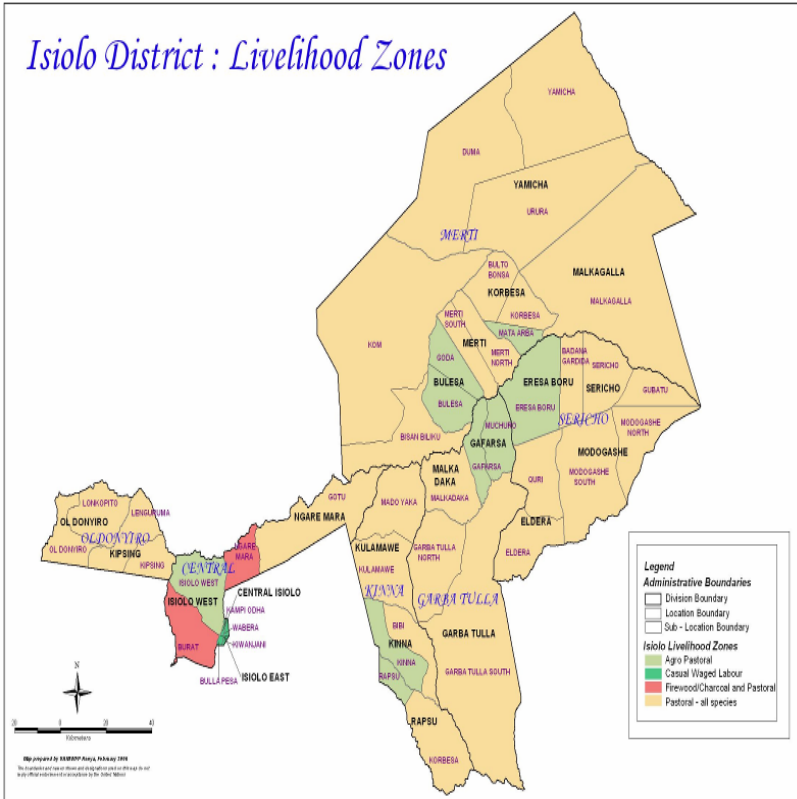 Isiolo District : Livelihood Zones
YAMICHA
DUMA
YAMICHA
URURA
MERTI
BULTO
BONSA
MALKAGALLA
KORBESA
MALKAGALLA
MERTI
SOUTH
KORBESA
MATA ARBA
KOM
MERTI
MERTI
NORTH
BADANA
GARDIDA
SERICHO
GODA
BULESA
ERESA BORU
SERICHO
GUBATU
BULESA
ERESA BORU
SERICHO
MUCHURO
MODOGASHE
NORTH
BISAN BILIKU
GAFARSA
MODOGASHE
GAFARSA
MALKA
DAKA
MODOGASHE
SOUTH
QURI
GOTU
MADO YAKA
MALKADAKA
LONKOPITO
LENGURUMA
NGARE MARA
OL DONYIRO
ELDERA
OLDONYIRO
KULAMAWE
GARBA TULLA
NORTH
OL DONYIRO
KIPSING
NGARE
MARA
ELDERA
KIPSING
CENTRAL
KULAMAWE
ISIOLO WEST
KINNA
GARBA TULLA
CENTRAL ISIOLO
ISIOLO WEST
KAMPI ODHA
BIBI
WABERA
GARBA TULLA
KIWANJANI
KINNA
BURAT
KINNA
ISIOLO EAST
RAPSU
GARBA TULLA SOUTH
BULLA PESA
RAPSU
KORBESA
N
20 0 20 40
Kilometers
Legend
Administrative Boundaries
Division Boundary
Location Boundary
Sub - Location Boundary
Isiolo Livelihood Zones
Agro Pastoral
Casual Waged Labour
Firewood/Charcoal and Pastoral
Pastoral - all species